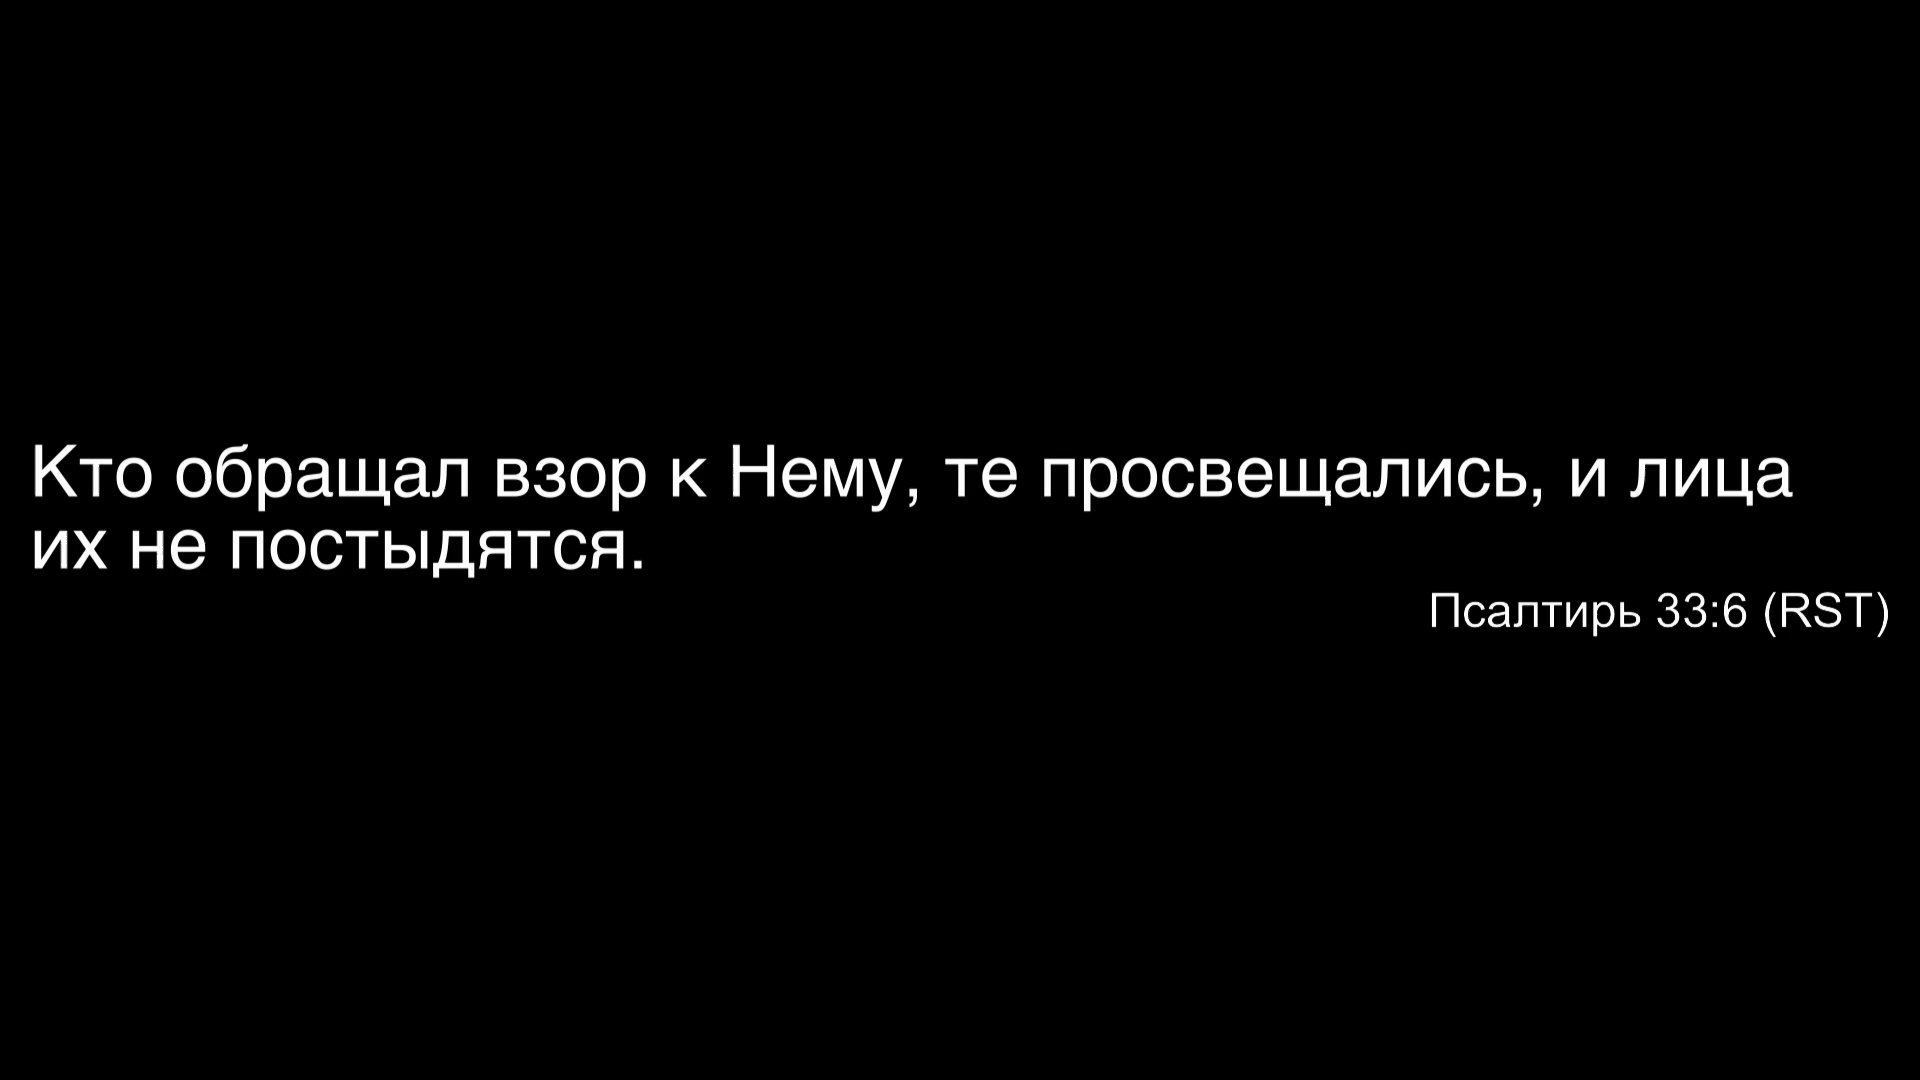 Кто обращал взор к Нему, те просвещались, и лица
их не постыдятся.
Псалтирь 33:6 (RST)